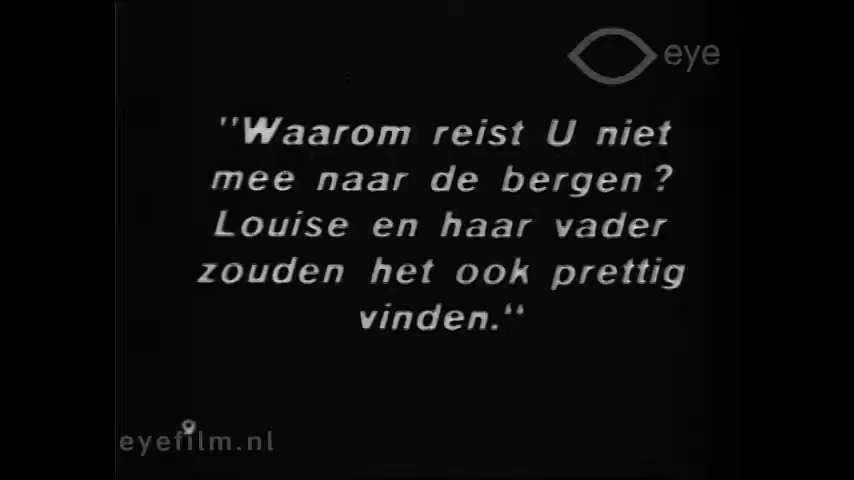 eye
"Waarom reist U niet
mee naar de bergen?
Louise en haar vader
zouden het ook prettig
vinden."
eyefilm.nl